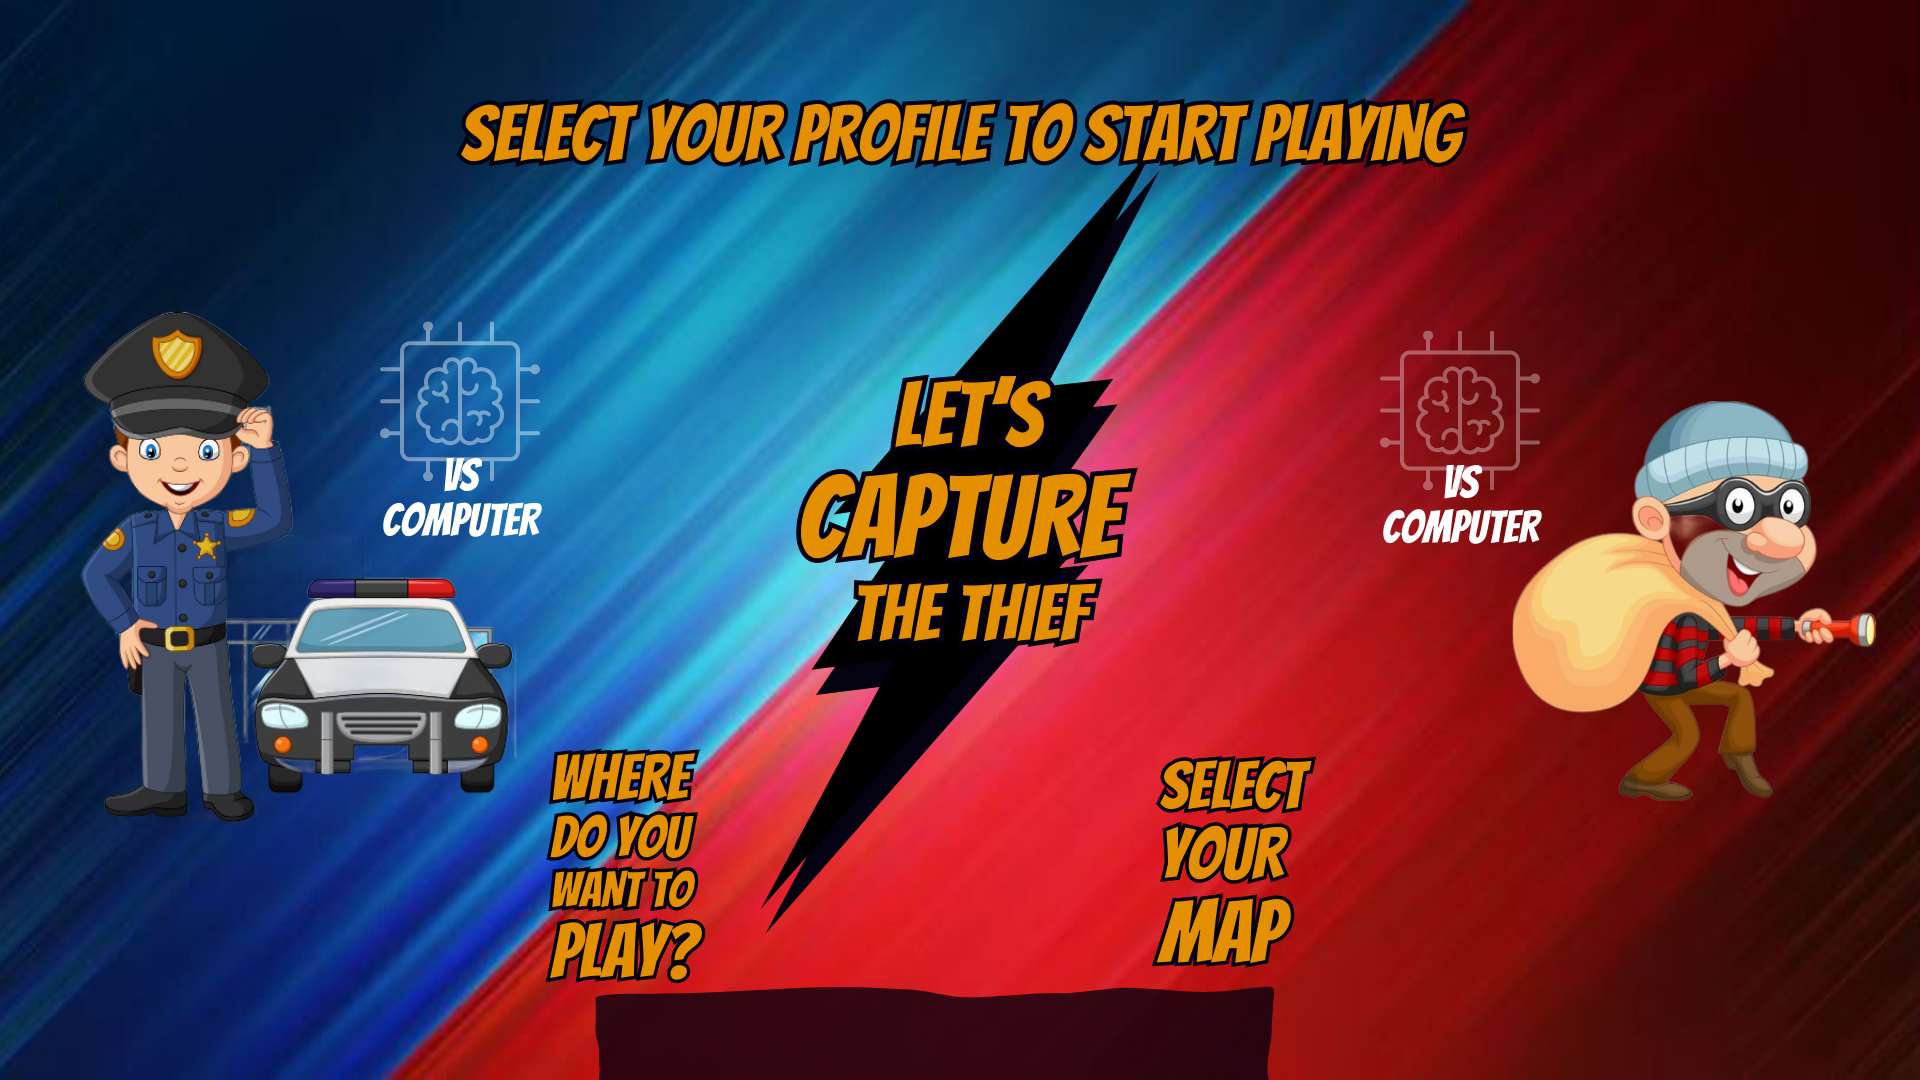 SELECT YOUR PROFILE TO START PLAYING
VS
COMPUTER
LET'S
CAPTURE
THE THIEF
VS
COMPUTER
WHERE
DO YOU
WANT TO
PLAY?
SELECT
YOUR
MAP